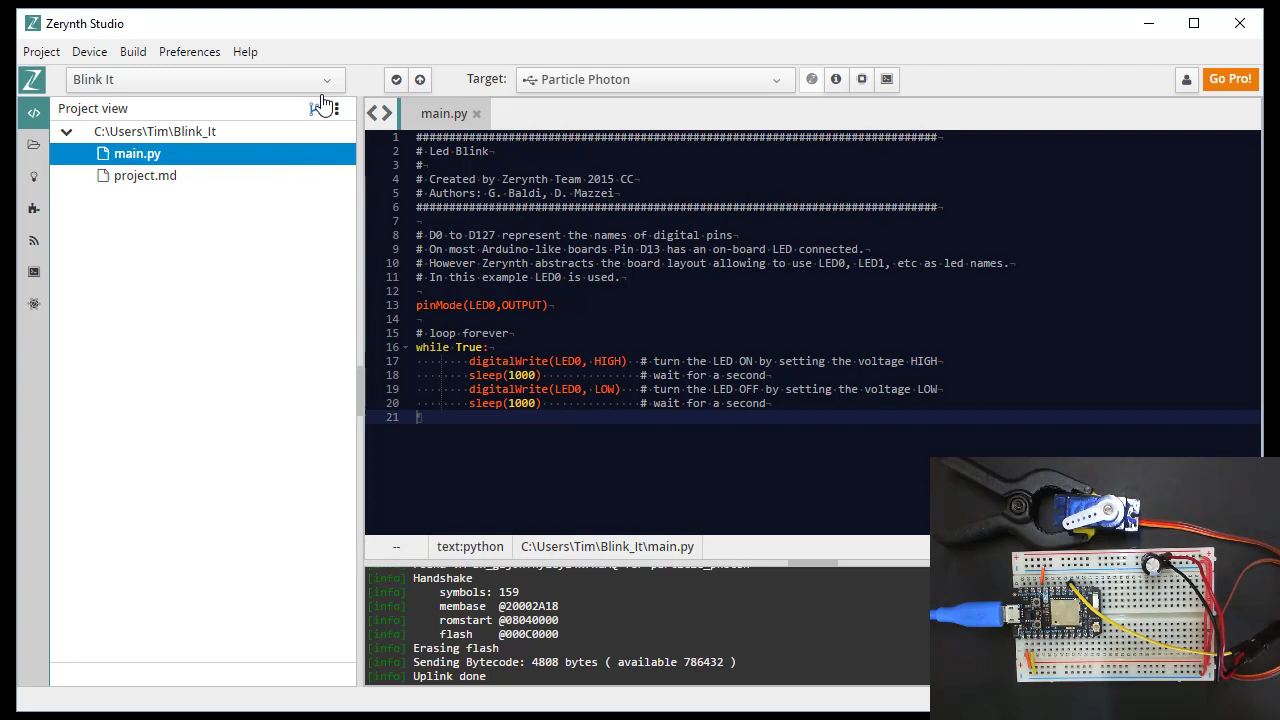 Zerynth Studio
Project Device Build Preferences Help
Blink It
Target:
Particle Photon
Go Pro!
Project view
main.py
C:\Users\Tim\Blink_It
main.py
project.md
1 ###############################################################################
2 # Led Blink
3 #
4 # Created by Zerynth Team 2015 CC
5 # Authors: G. Baldi, D. Mazzei
6 ###############################################################################
7
8 # D0 to D127 represent the names of digital pins
9 # On most Arduino-like boards Pin D13 has an on-board LED connected.
10 # However Zerynth abstracts the board layout allowing to use LED0, LED1, etc as led names.
11 # In this example LED0 is used.
12
13 pinMode(LED0,OUTPUT)
14
15 # loop forever
16 while True:
17 digitalWrite(LED0, HIGH) # turn the LED ON by setting the voltage HIGH
18 sleep(1000) # wait for a second
19 digitalWrite(LED0, LOW) # turn the LED OFF by setting the voltage LOW
20 sleep(1000) # wait for a second
21
-- text:python C:\Users\Tim\Blink_It\main.py
[info] Handshake
[info] symbols: 159
[info] membase @20002A18
[info] romstart @08040000
[info] flash @000C0000
[info] Erasing flash
[info] Sending Bytecode: 4808 bytes ( available 786432 )
[info] Uplink done